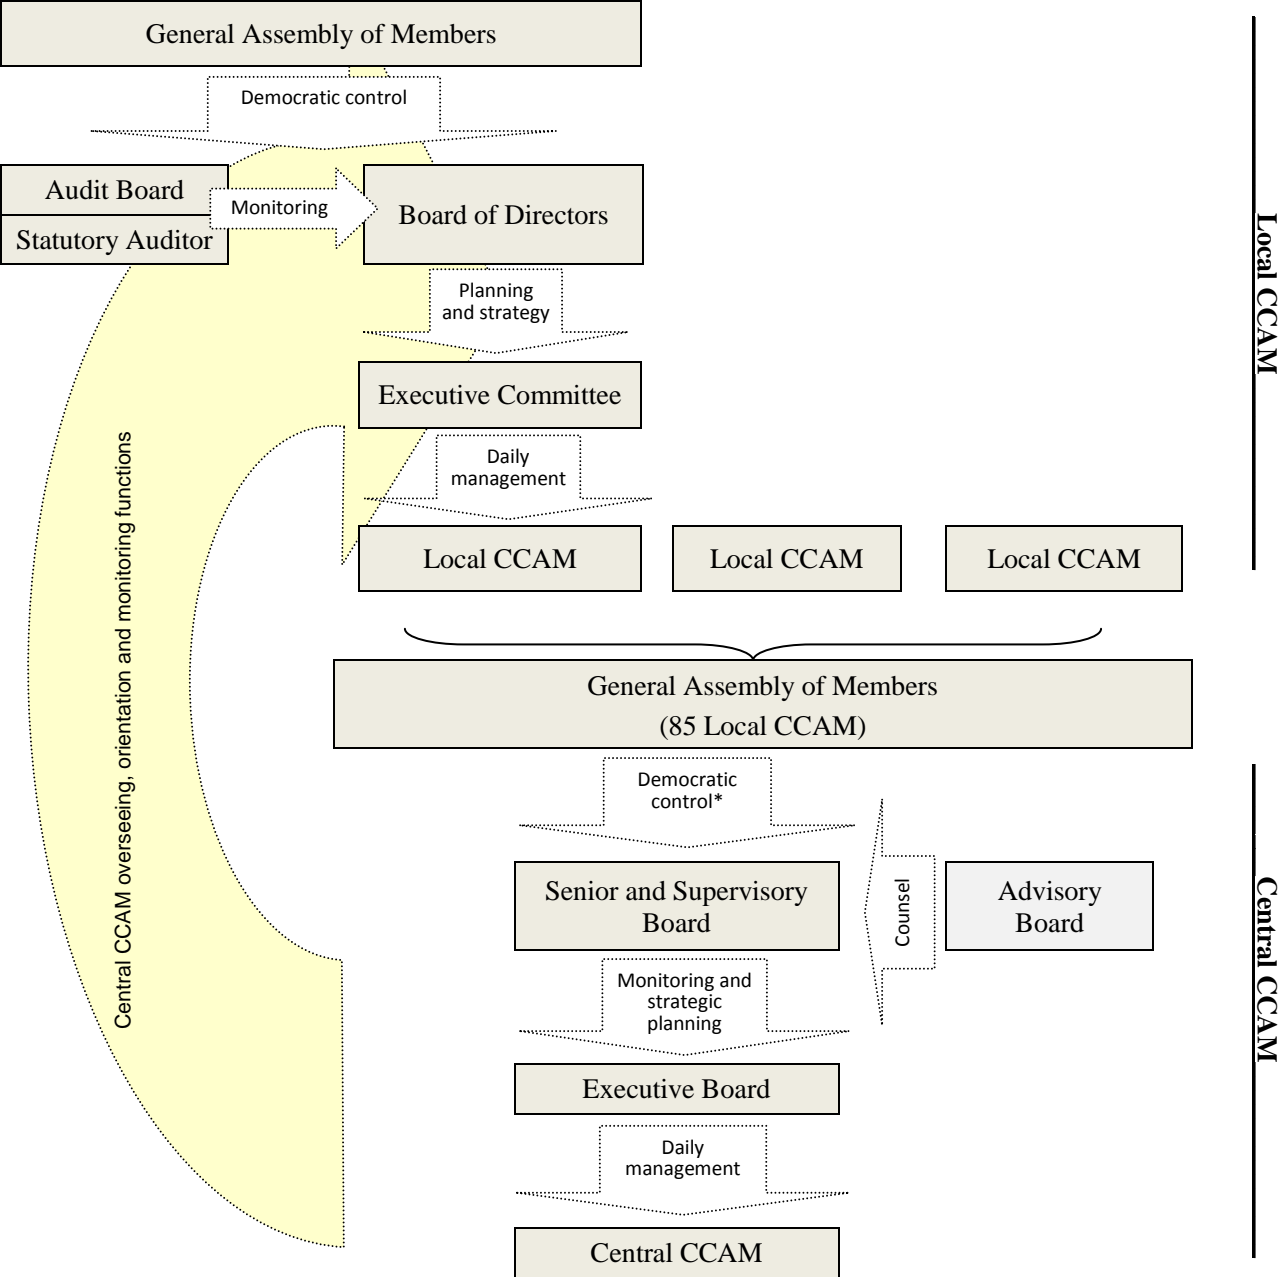 General Assembly of Members
Democratic control
Audit Board
Statutory Auditor
Monitoring
Board of Directors
Planning
and strategy
Executive Committee
Daily
management
Local CCAM
Local CCAM
Local CCAM
Local CCAM
Central CCAM overseeing, orientation and monitoring functions
General Assembly of Members
(85 Local CCAM)
Democratic
control*
Senior and Supervisory
Board
Counsel
Advisory
Board
Monitoring and
strategic
planning
Executive Board
Daily
management
Central CCAM
Central CCAM